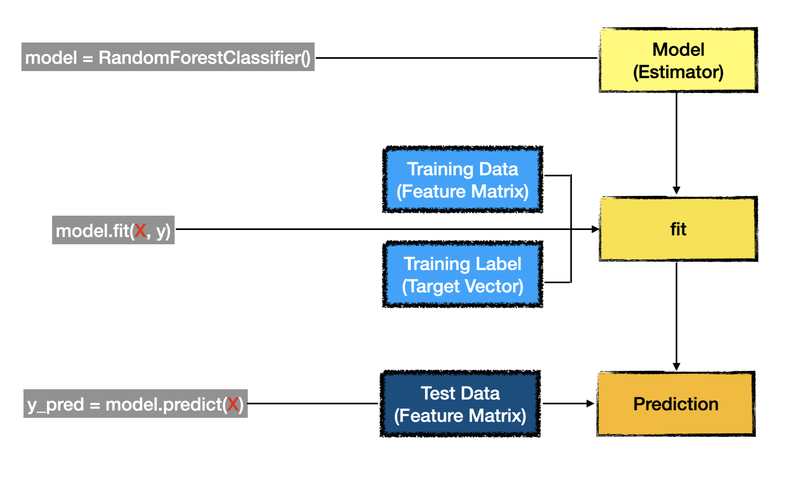 model = RandomForestClassifier()
Model
(Estimator)
Training Data
(Feature Matrix)
model.fit(X, y)
fit
Training Label
(Target Vector)
y_pred = model.predict(X)
Test Data
(Feature Matrix)
Prediction